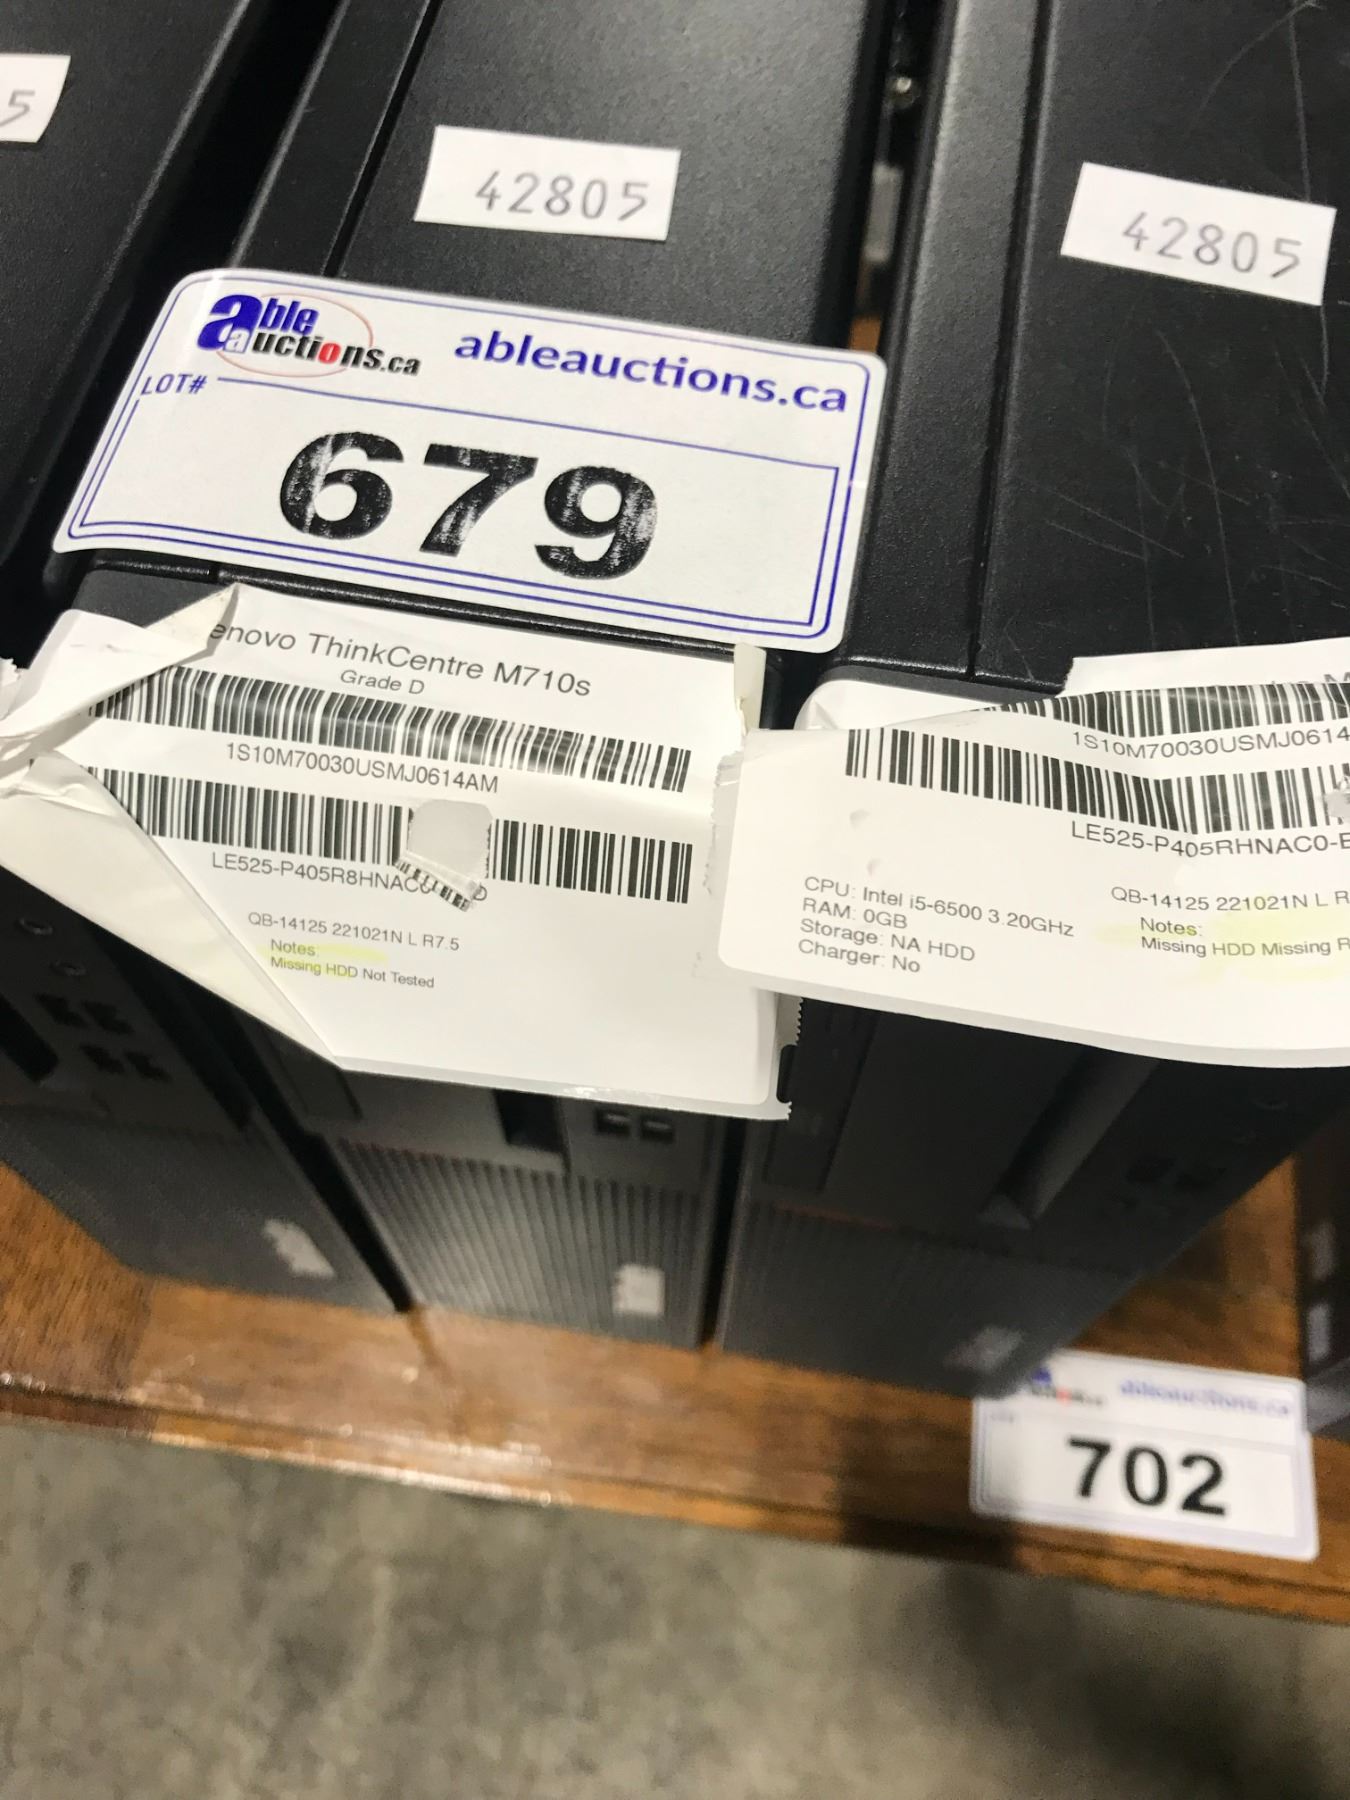 5
42805
42805
able auctions.ca
ableauctions.ca
LOT#
679
enovo ThinkCentre M710s
Grade D
1S10M70030USMJ0614AM
LE525-P405R8HNAC
QB-14125 221021N L R7.5
Notes:
Missing HDD Not Tested
1S10M70030USMJ0614
LE525-P405RHNAC0-E
CPU: Intel i5-6500 3.20GHz
RAM: 0GB
Storage: NA HDD
Charger: No
QB-14125 221021N L R
Notes:
Missing HDD Missing R
ableauctions.ca
702